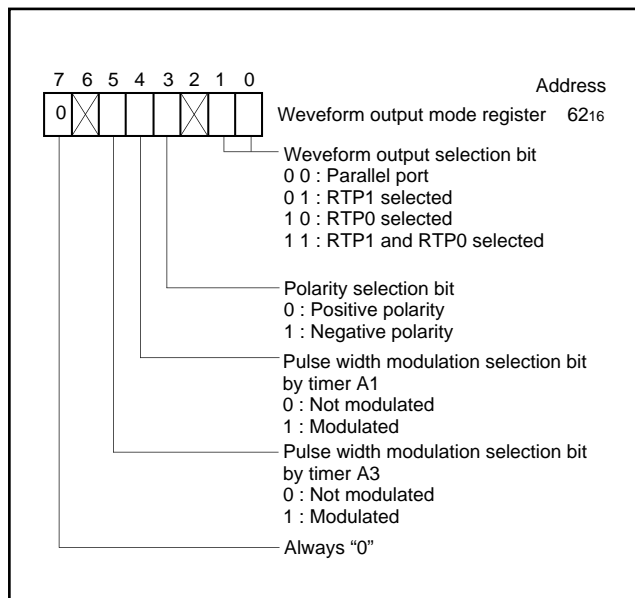 7 6 5 4 3 2 1 0
Address
0
Weveform output mode register 6216
Weveform output selection bit
0 0 : Parallel port
0 1 : RTP1 selected
1 0 : RTP0 selected
1 1 : RTP1 and RTP0 selected
Polarity selection bit
0 : Positive polarity
1 : Negative polarity
Pulse width modulation selection bit
by timer A1
0 : Not modulated
1 : Modulated
Pulse width modulation selection bit
by timer A3
0 : Not modulated
1 : Modulated
Always “0”